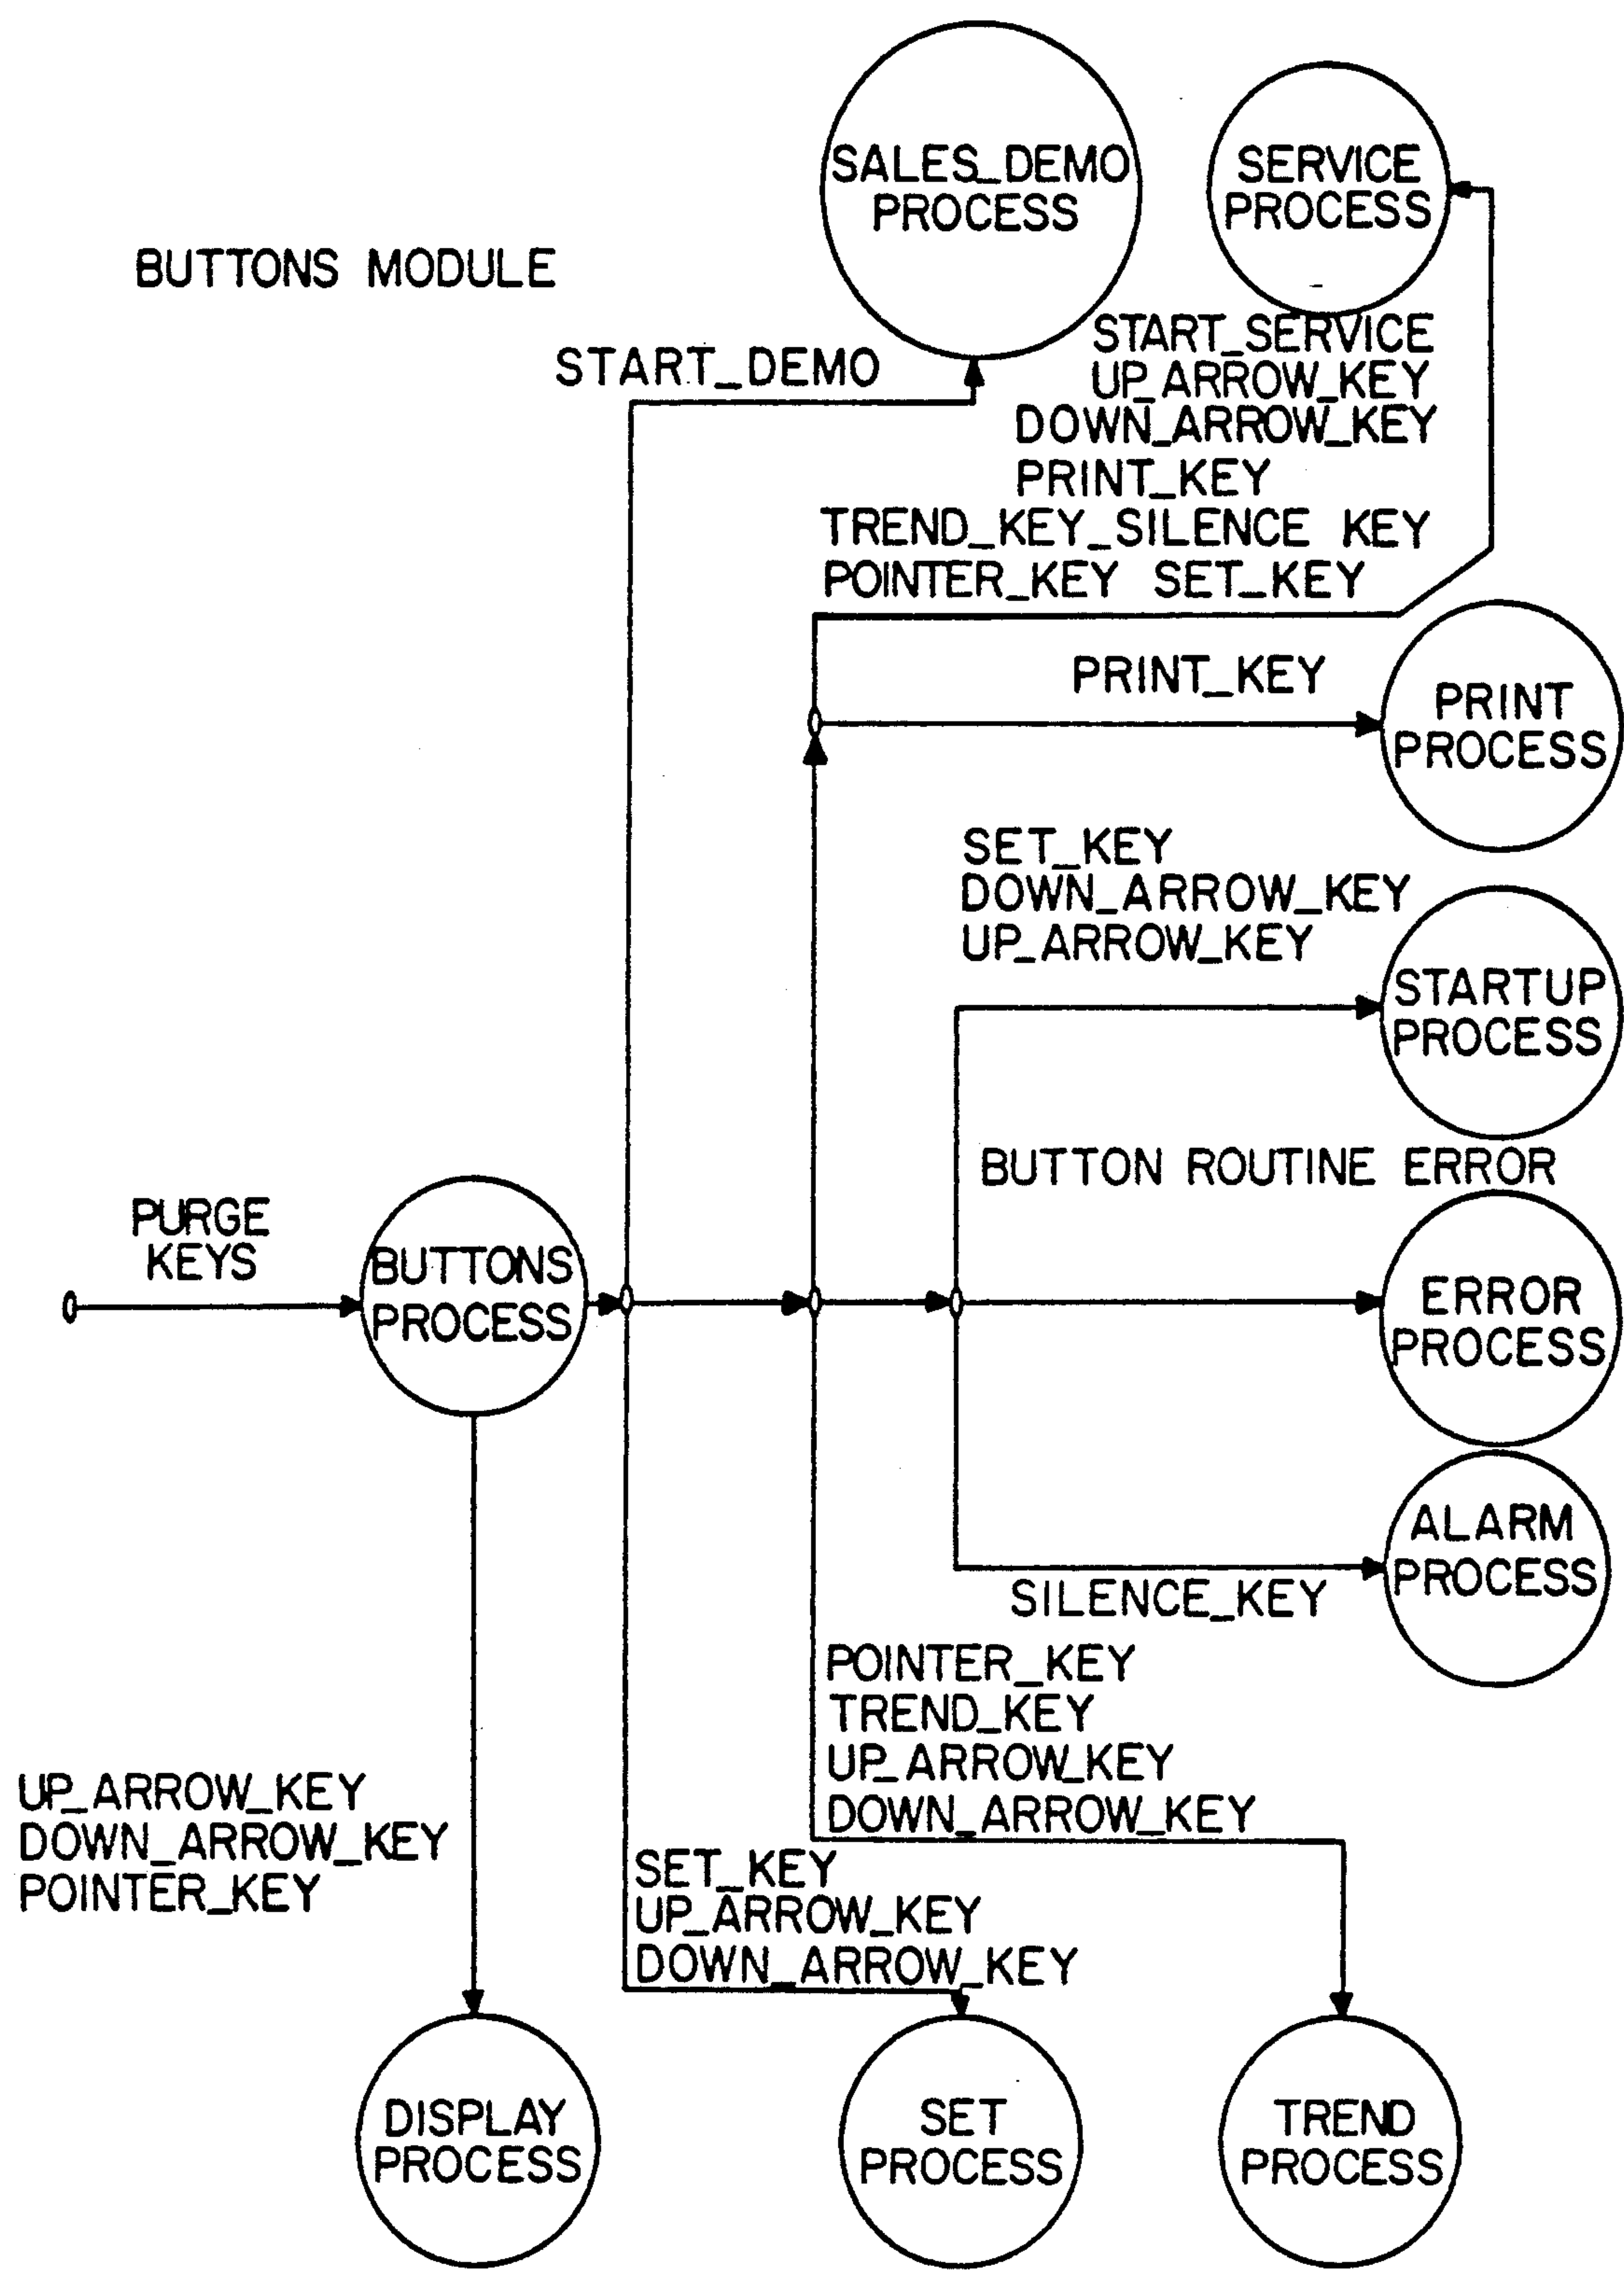 SALES_DEMO
PROCESS
SERVICE
PROCESS
BUTTONS MODULE
START_DEMO
START_SERVICE
UP_ARROW_KEY
DOWN_ARROW_KEY
PRINT_KEY
TREND_KEY_SILENCE KEY
POINTER_KEY SET_KEY
PRINT_KEY
PRINT
PROCESS
SET_KEY
DOWN_ARROW_KEY
UP_ARROW_KEY
STARTUP
PROCESS
BUTTON ROUTINE ERROR
PURGE
KEYS
BUTTONS
PROCESS
ERROR
PROCESS
ALARM
PROCESS
SILENCE_KEY
POINTER_KEY
TREND_KEY
UP_ARROW_KEY
DOWN_ARROW_KEY
UP_ARROW_KEY
DOWN_ARROW_KEY
POINTER_KEY
SET_KEY
UP_ARROW_KEY
DOWN_ARROW_KEY
DISPLAY
PROCESS
SET
PROCESS
TREND
PROCESS